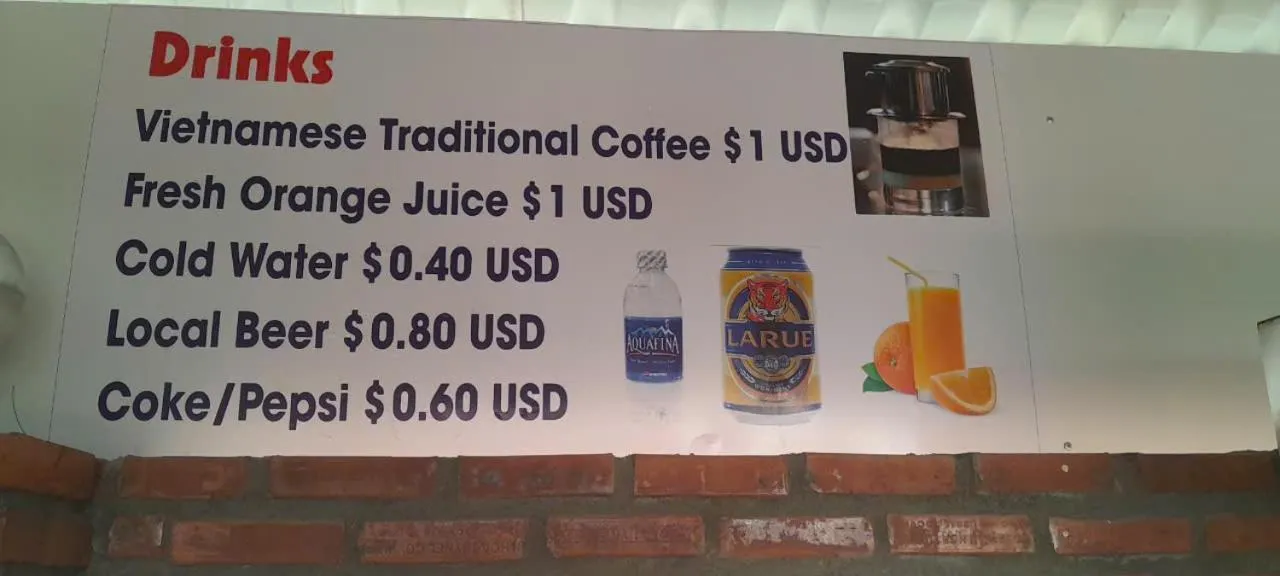 Drinks
Vietnamese Traditional Coffee $1 USD
Fresh Orange Juice $1 USD
Cold Water $0.40 USD
Local Beer $0.80 USD
Coke/Pepsi $0.60 USD
AQUAFINA
LARUE